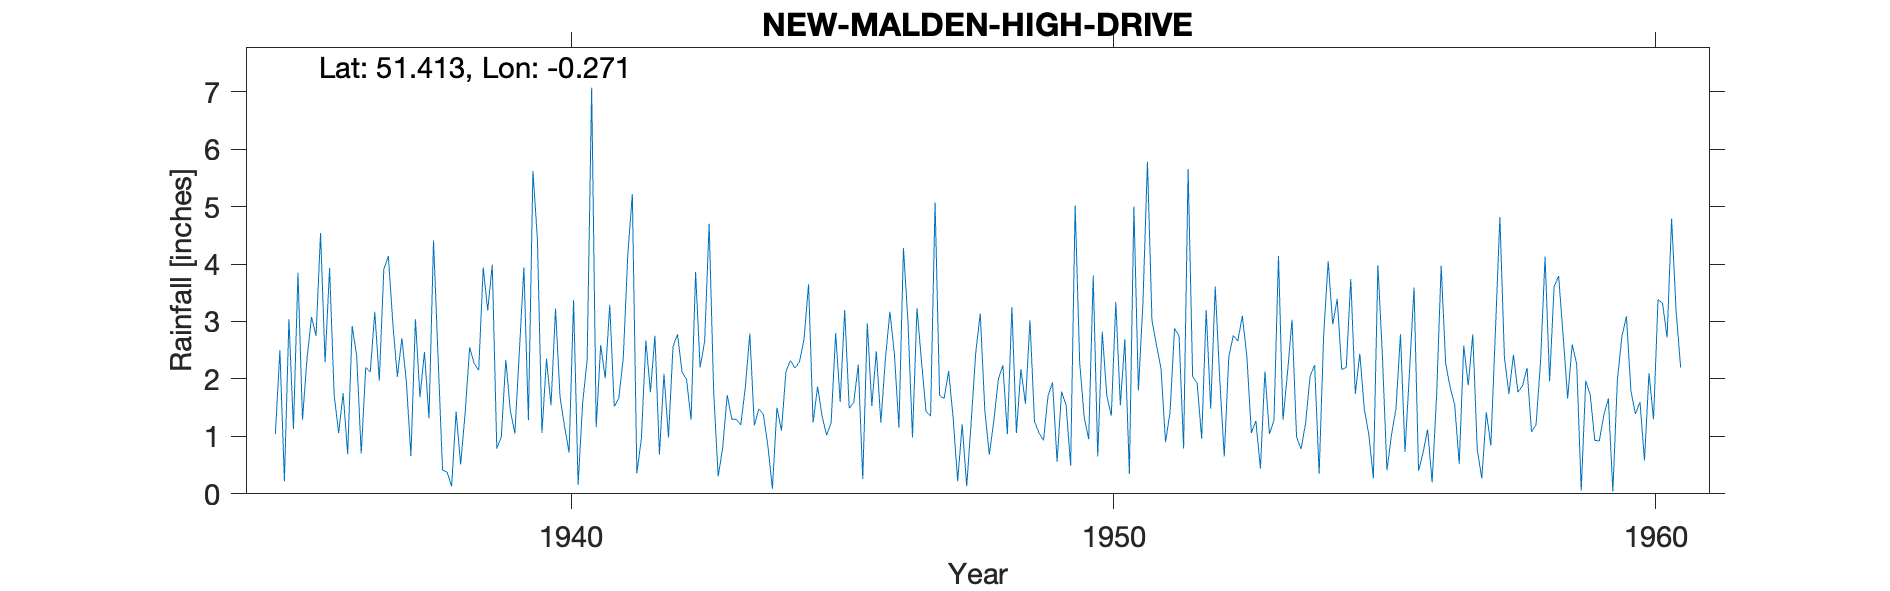 NEW-MALDEN-HIGH-DRIVE
Lat: 51.413, Lon: -0.271
Rainfall [inches]
7
6
5
4
3
2
1
0
1940 1950 1960
Year